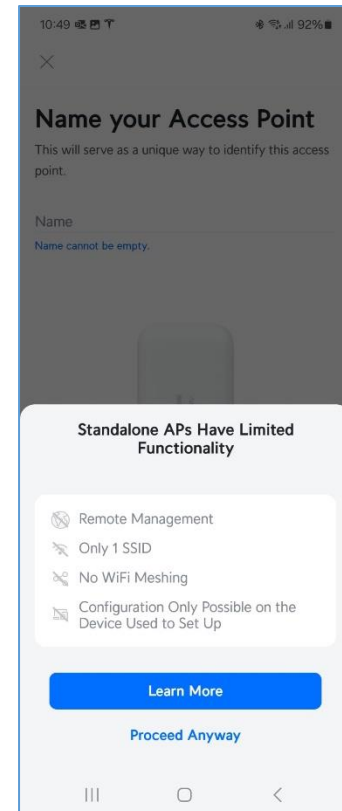 10:49
92%
Name your Access Point
This will serve as a unique way to identify this access
point.
Name
Name cannot be empty.
Standalone APs Have Limited
Functionality
Remote Management
Only 1 SSID
No WiFi Meshing
Configuration Only Possible on the
Device Used to Set Up
Learn More
Proceed Anyway